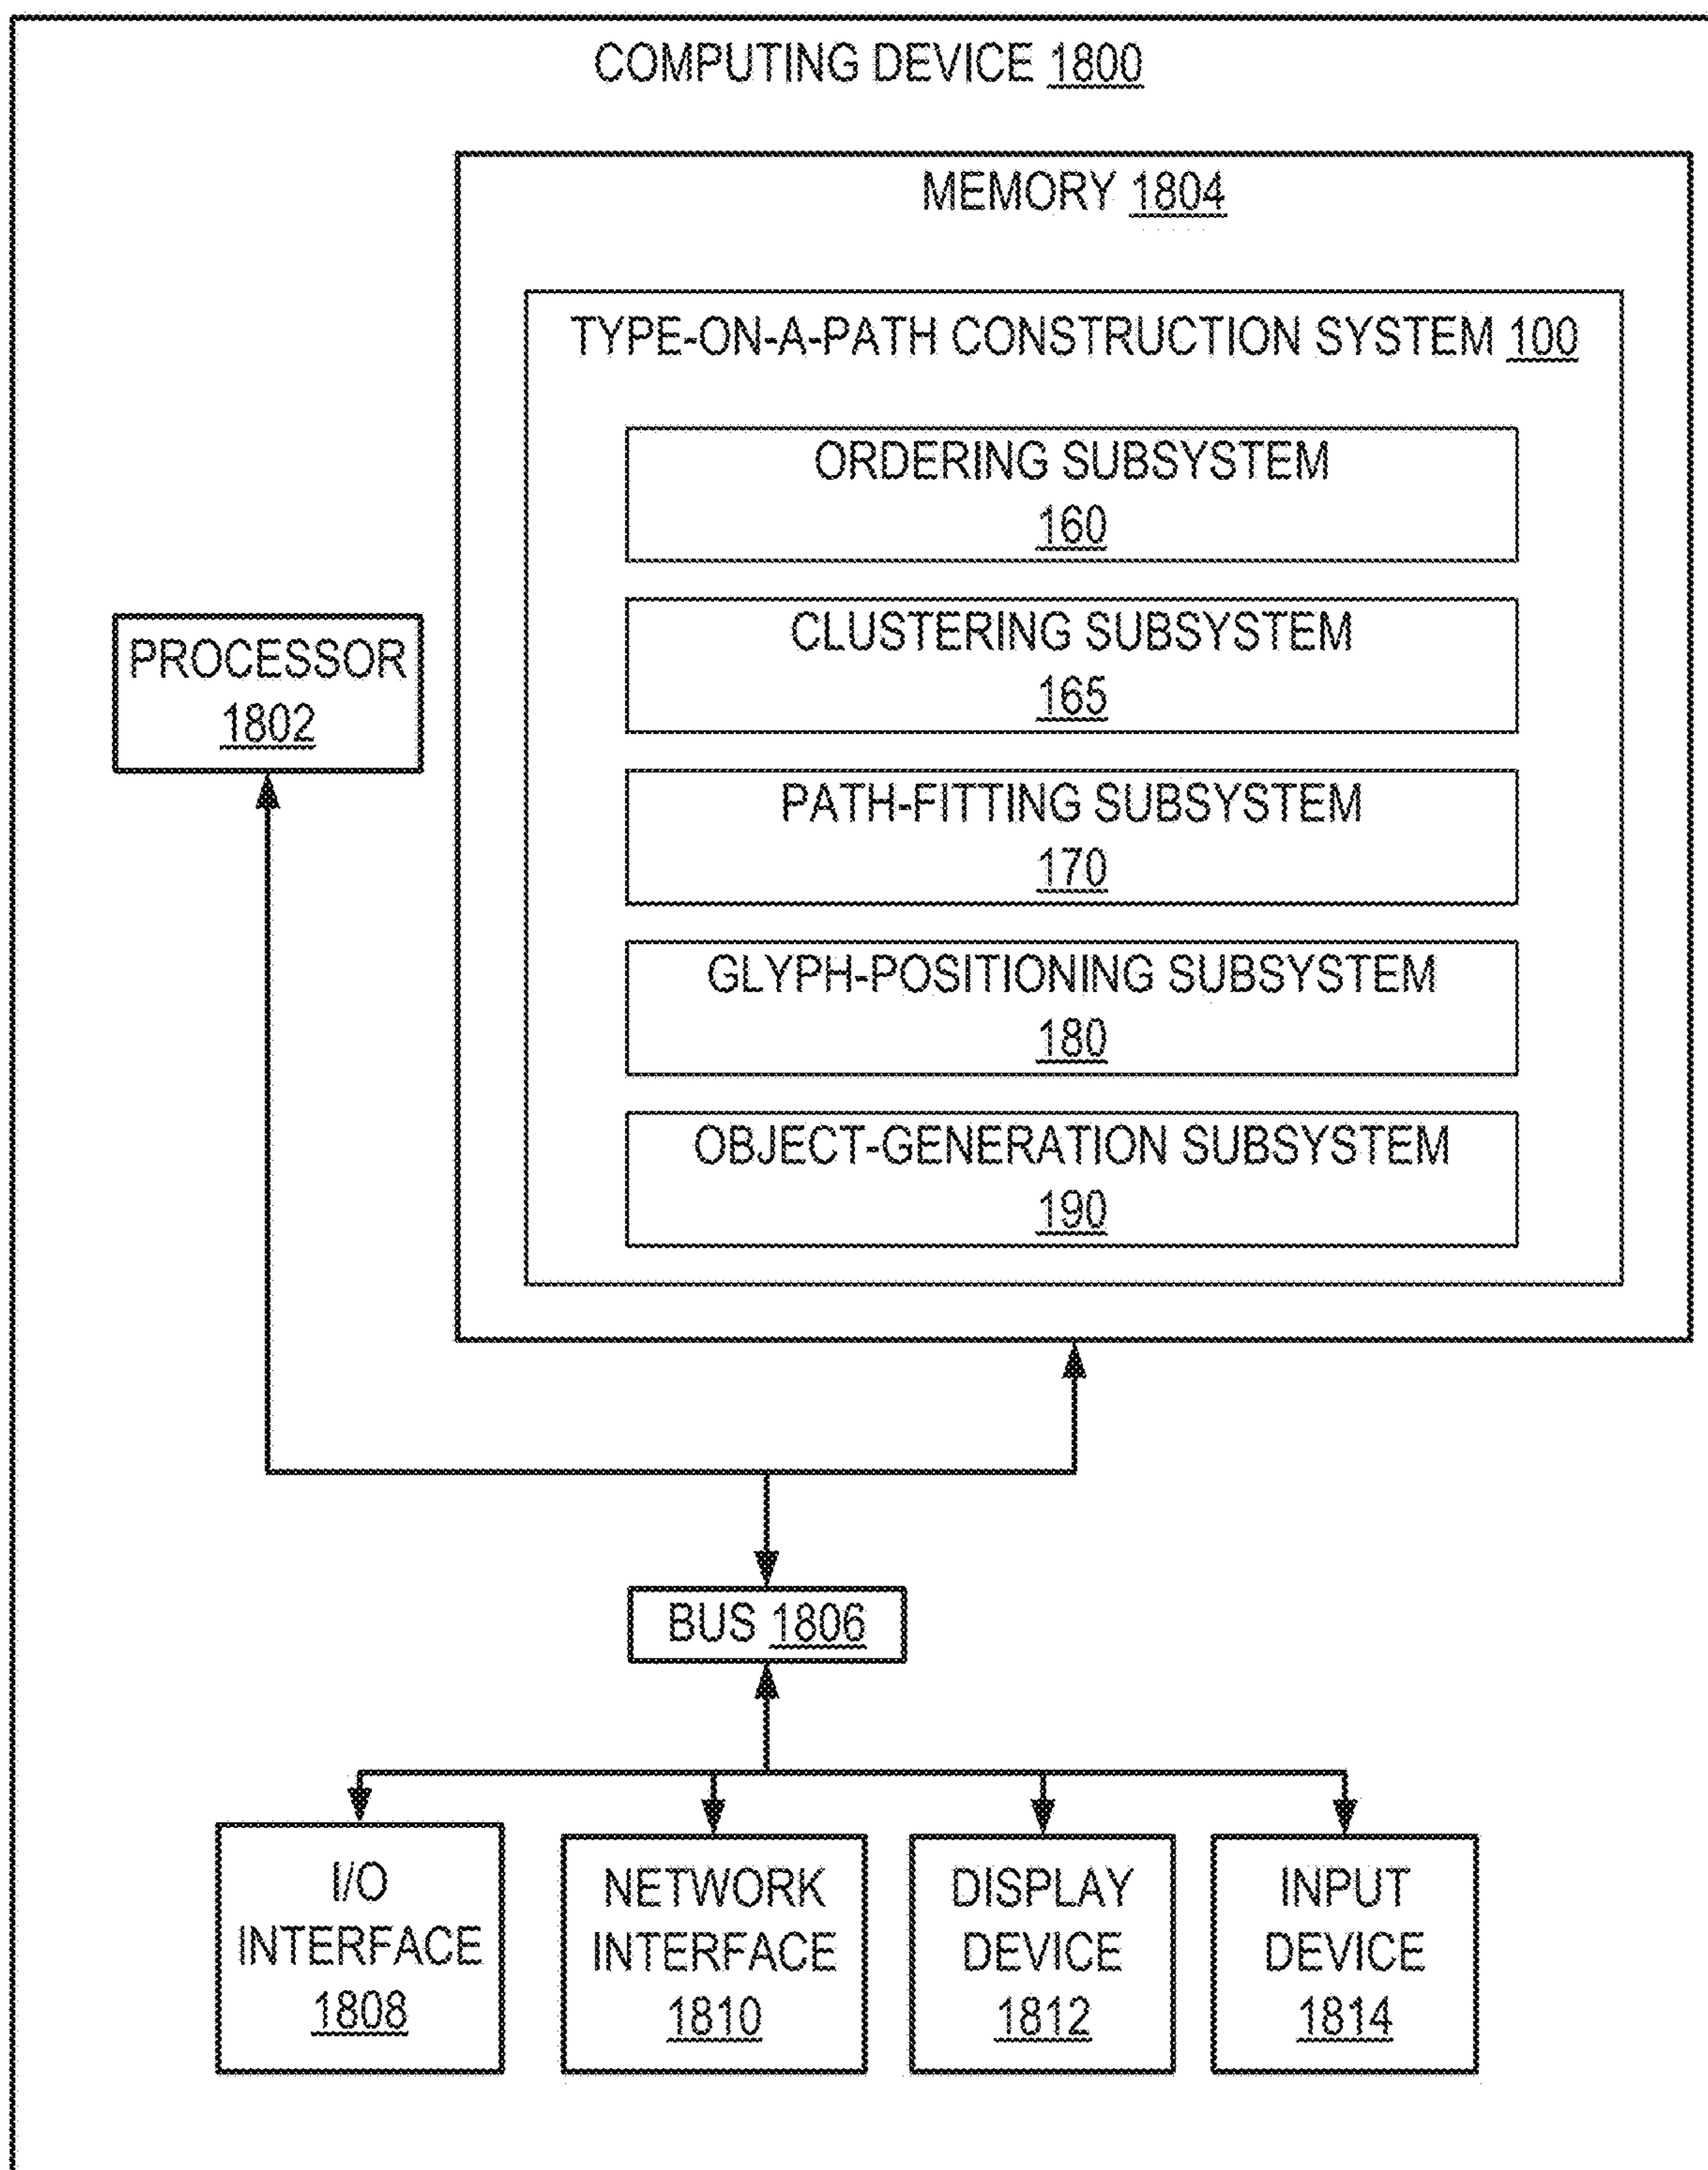 COMPUTING DEVICE 1800
MEMORY 1804
TYPE-ON-A-PATH CONSTRUCTION SYSTEM 100
ORDERING SUBSYSTEM
160
CLUSTERING SUBSYSTEM
165
PROCESSOR
1802
PATH-FITTING SUBSYSTEM
170
GLYPH-POSITIONING SUBSYSTEM
180
OBJECT-GENERATION SUBSYSTEM
190
BUS 1806
I/O
INTERFACE
1808
NETWORK
INTERFACE
1810
DISPLAY
DEVICE
1812
INPUT
DEVICE
1814